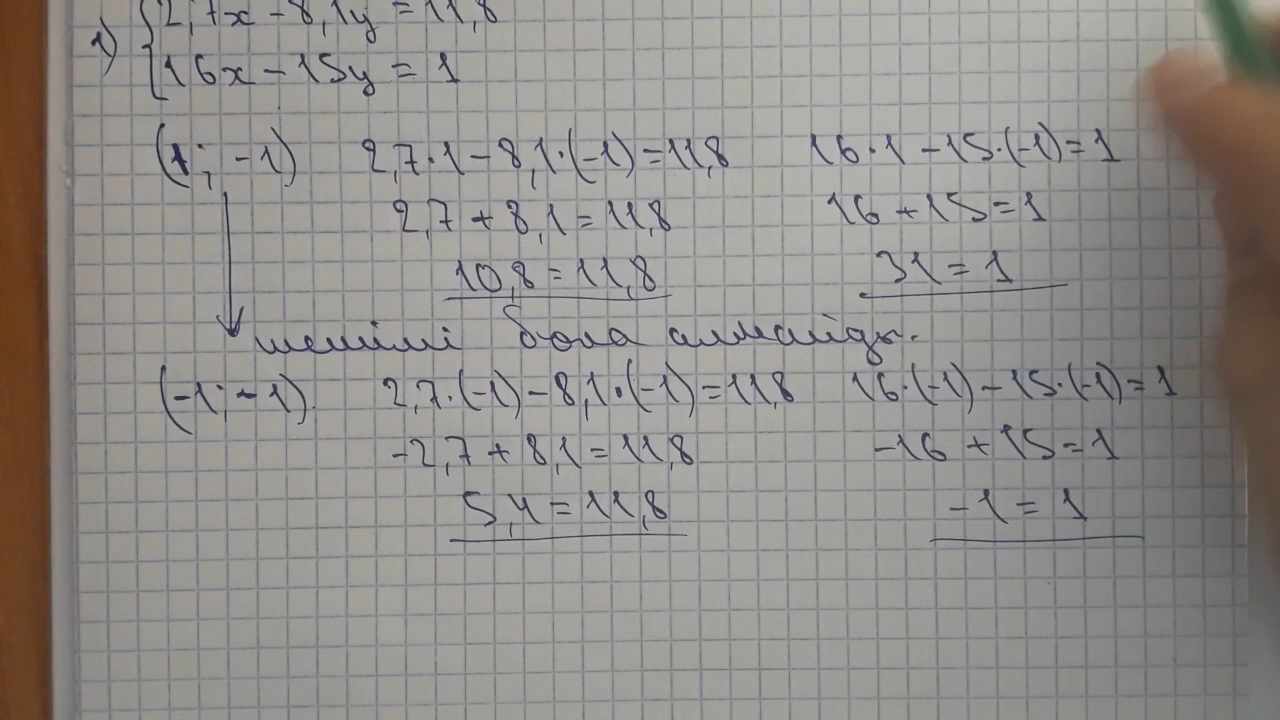 1) { 2,7x - 8,1y = 11,8
16x - 15y = 1
(1; -1) 2,7·1 - 8,1·(-1) = 11,8 16·1 - 15·(-1) = 1
2,7 + 8,1 = 11,8 16 + 15 = 1
10,8 = 11,8 31 = 1
шешімі бола алмайды.
(-1; -1). 2,7·(-1) - 8,1·(-1) = 11,8 16·(-1) - 15·(-1) = 1
-2,7 + 8,1 = 11,8 -16 + 15 = 1
5,4 = 11,8 -1 = 1